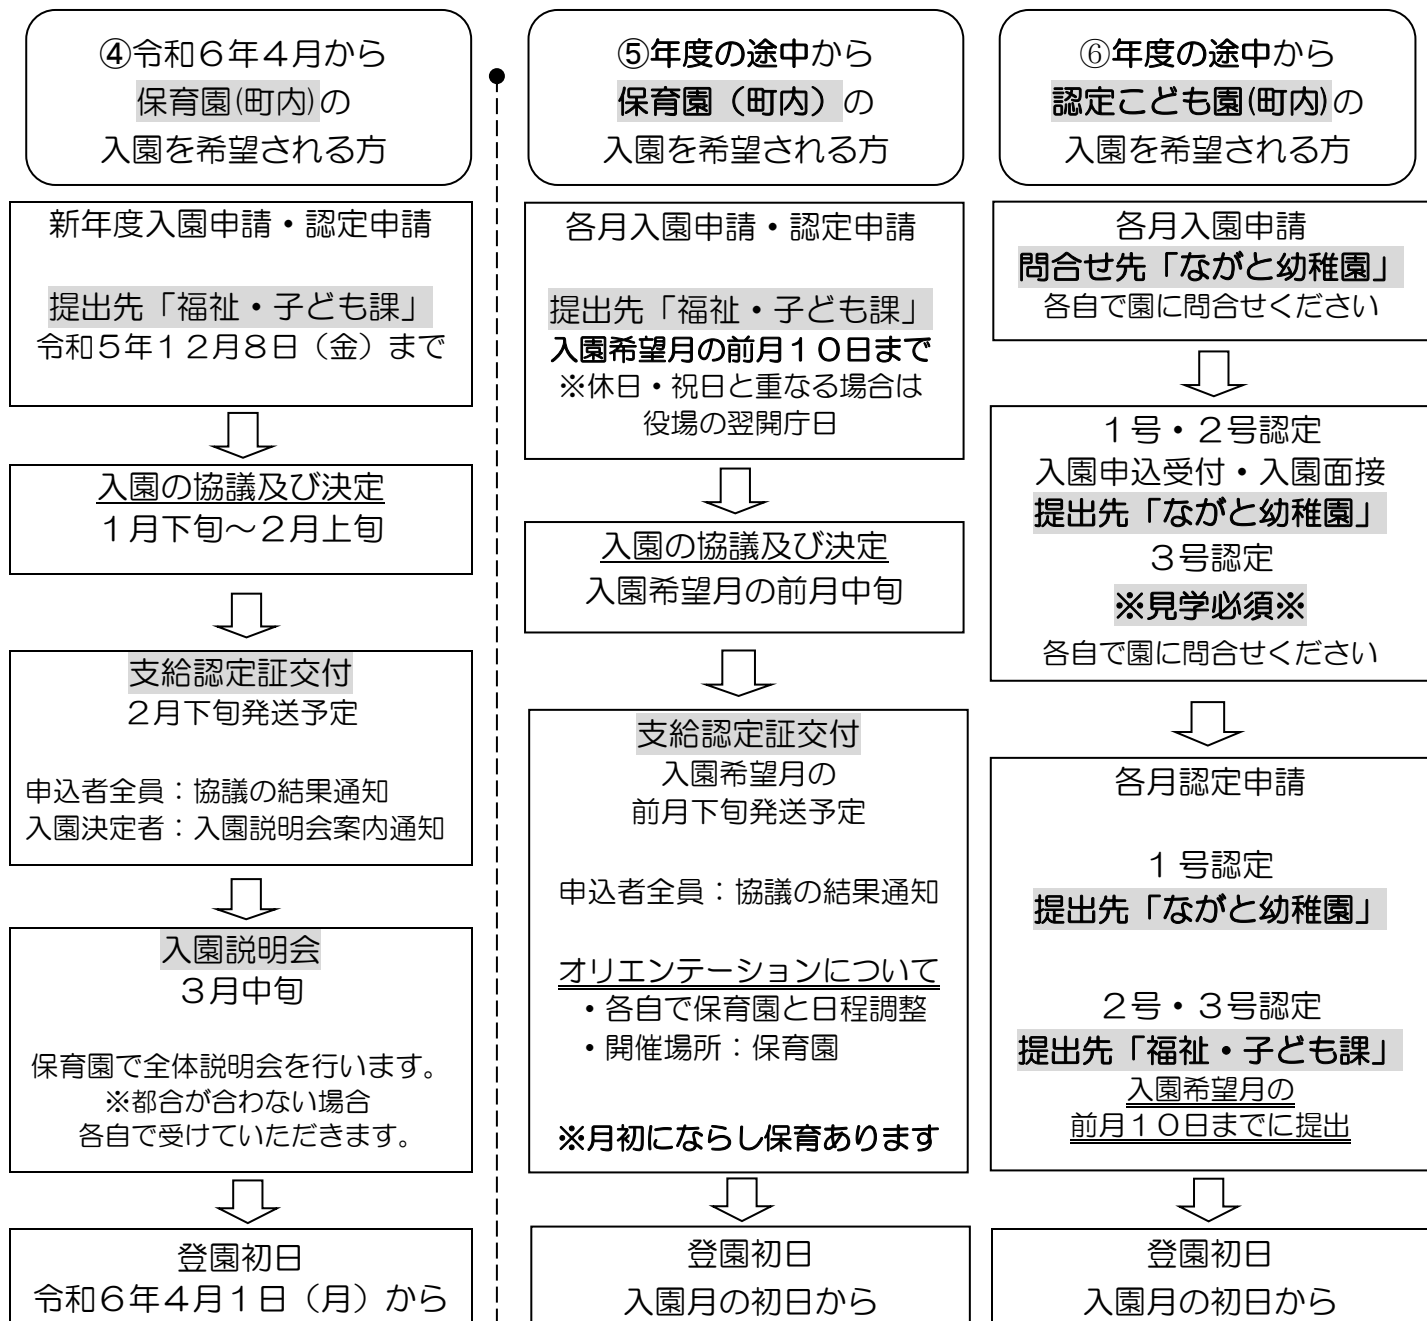 ④令和６年４月から
保育園(町内)の
入園を希望される方
新年度入園申請・認定申請
提出先「福祉・子ども課」
令和５年１２月８日（金）まで
入園の協議及び決定
１月下旬～２月上旬
支給認定証交付
２月下旬発送予定
申込者全員：協議の結果通知
入園決定者：入園説明会案内通知
入園説明会
３月中旬
保育園で全体説明会を行います。
※都合が合わない場合
各自で受けていただきます。
登園初日
令和６年４月１日（月）から
⑤年度の途中から
保育園（町内）の
入園を希望される方
各月入園申請・認定申請
提出先「福祉・子ども課」
入園希望月の前月１０日まで
※休日・祝日と重なる場合は
役場の翌開庁日
入園の協議及び決定
入園希望月の前月中旬
支給認定証交付
入園希望月の
前月下旬発送予定
申込者全員：協議の結果通知
オリエンテーションについて
・各自で保育園と日程調整
・開催場所：保育園
※月初にならし保育あります
登園初日
入園月の初日から
⑥年度の途中から
認定こども園(町内)の
入園を希望される方
各月入園申請
問合せ先「ながと幼稚園」
各自で園に問合せください
１号・２号認定
入園申込受付・入園面接
提出先「ながと幼稚園」
３号認定
※見学必須※
各自で園に問合せください
各月認定申請
１号認定
提出先「ながと幼稚園」
２号・３号認定
提出先「福祉・子ども課」
入園希望月の
前月１０日までに提出
登園初日
入園月の初日から